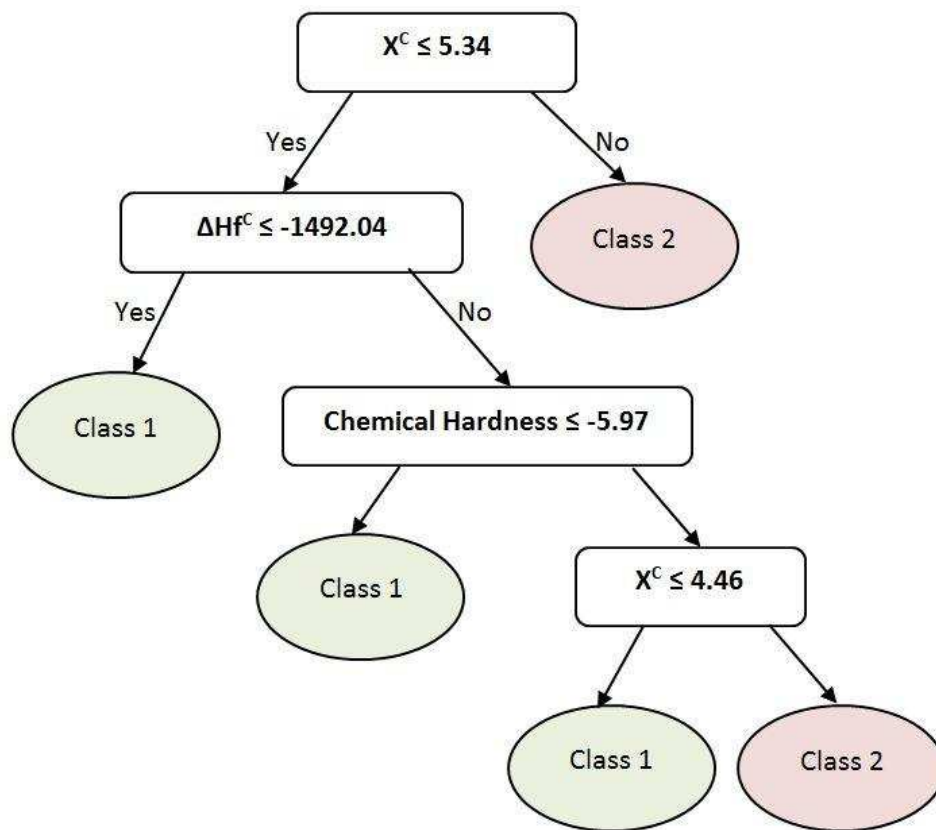 X^C ≤ 5.34
Yes
No
ΔHf^C ≤ -1492.04
Class 2
Yes
No
Class 1
Chemical Hardness ≤ -5.97
Class 1
X^C ≤ 4.46
Class 1
Class 2